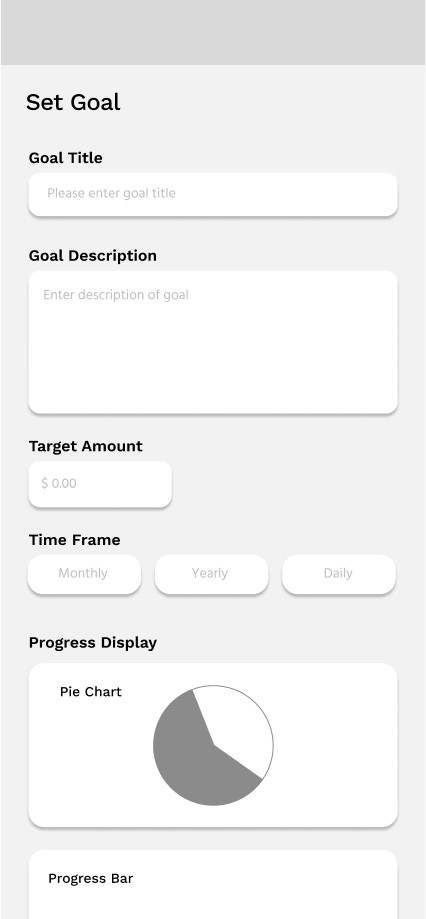 Set Goal
Goal Title
Please enter goal title
Goal Description
Enter description of goal
Target Amount
$ 0.00
Time Frame
Monthly Yearly Daily
Progress Display
Pie Chart
Progress Bar